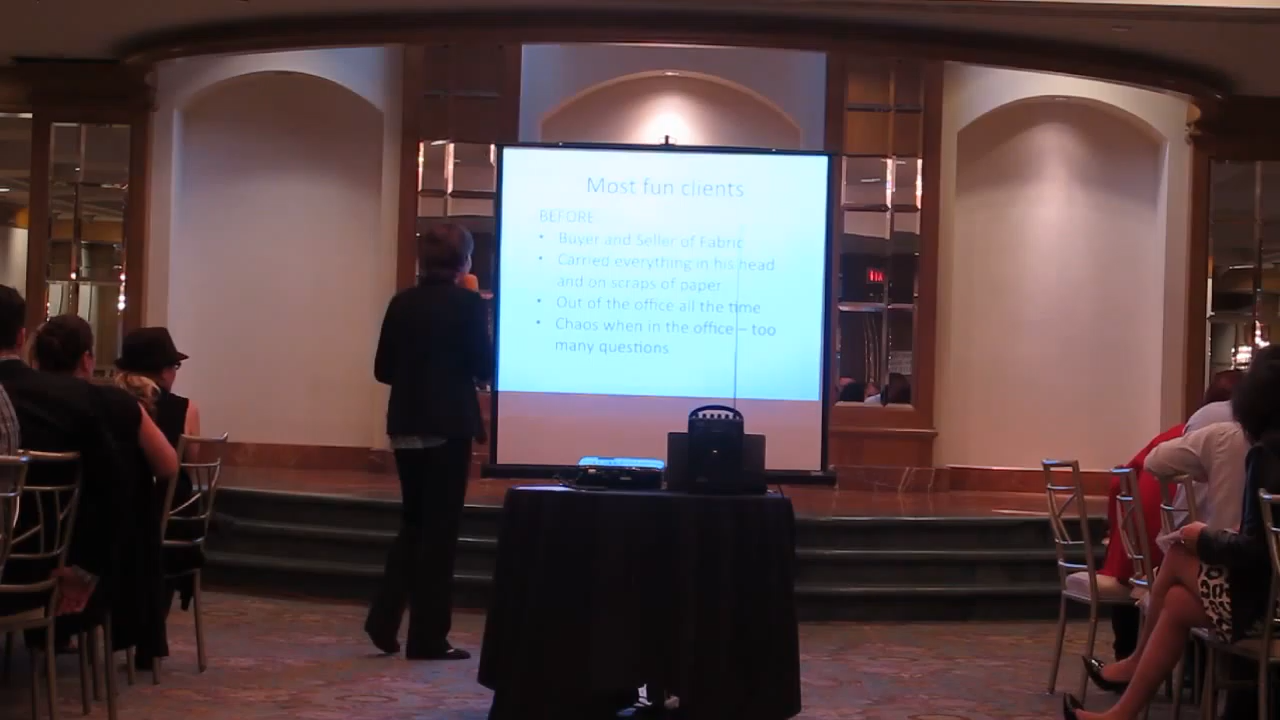 Most fun clients
BEFORE
• Buyer and Seller of Fabric
• Carried everything in his head
and on scraps of paper
• Out of the office all the time
• Chaos when in the office – too
many questions